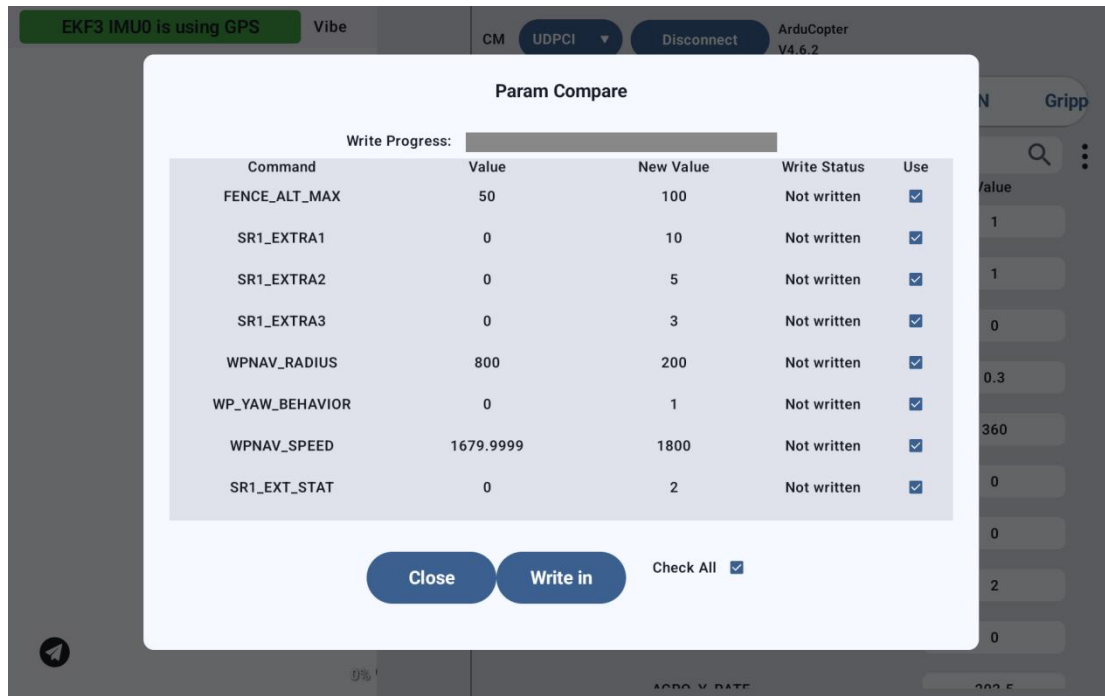 EKF3 IMU0 is using GPS Vibe
CM UDPCI Disconnect ArduCopter
V4.6.2
Param Compare
N Gripp
Write Progress:
Command Value New Value Write Status Use
Value
FENCE_ALT_MAX 50 100 Not written
1
SR1_EXTRA1 0 10 Not written
1
SR1_EXTRA2 0 5 Not written
SR1_EXTRA3 0 3 Not written
0
WPNAV_RADIUS 800 200 Not written
0.3
WP_YAW_BEHAVIOR 0 1 Not written
360
WPNAV_SPEED 1679.9999 1800 Not written
SR1_EXT_STAT 0 2 Not written
0
0
Close Write in Check All
2
0
0%
ACRO_Y_RATE 202.5